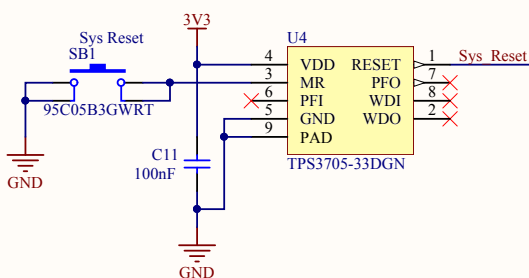 3V3
U4
Sys Reset
SB1
4 VDD RESET 1 Sys_Reset
3 MR PFO 7
6 PFI WDI 8
5 GND WDO 2
9 PAD
95C05B3GWRT
C11
100nF
TPS3705-33DGN
GND
GND